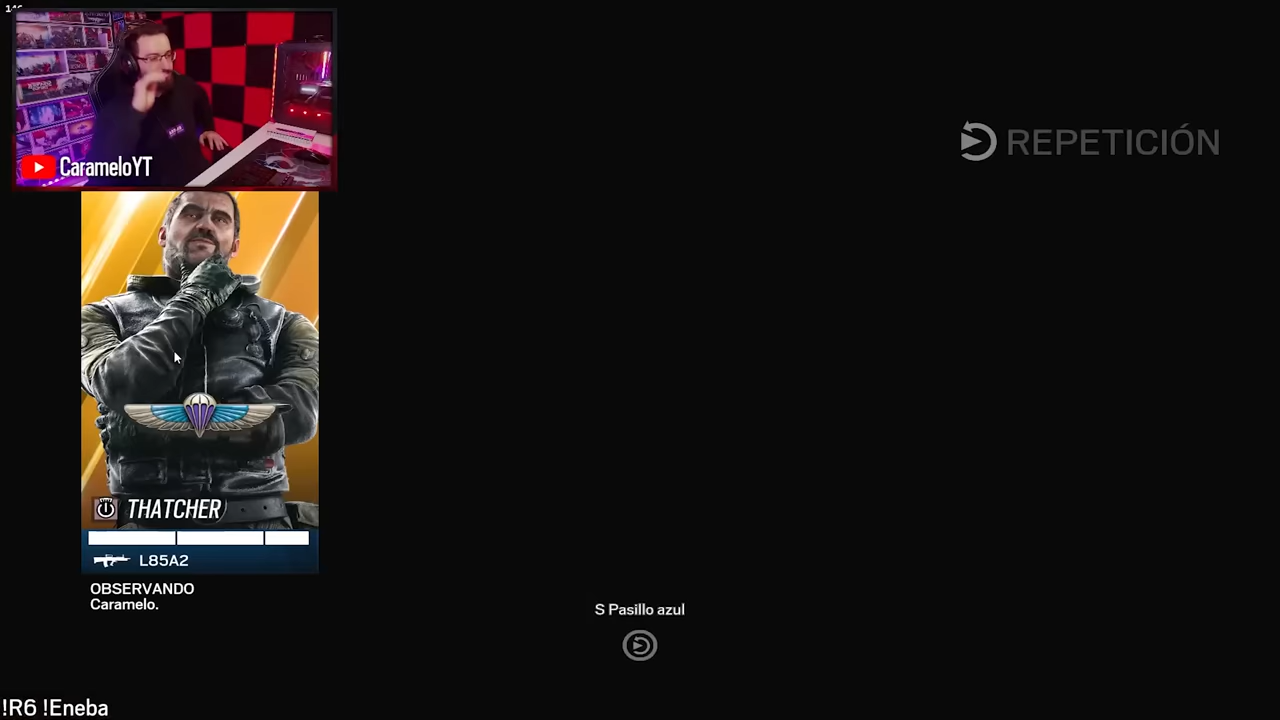 CarameloYT
REPETICIÓN
THATCHER
L85A2
OBSERVANDO
Caramelo.
S Pasillo azul
!R6 !Eneba